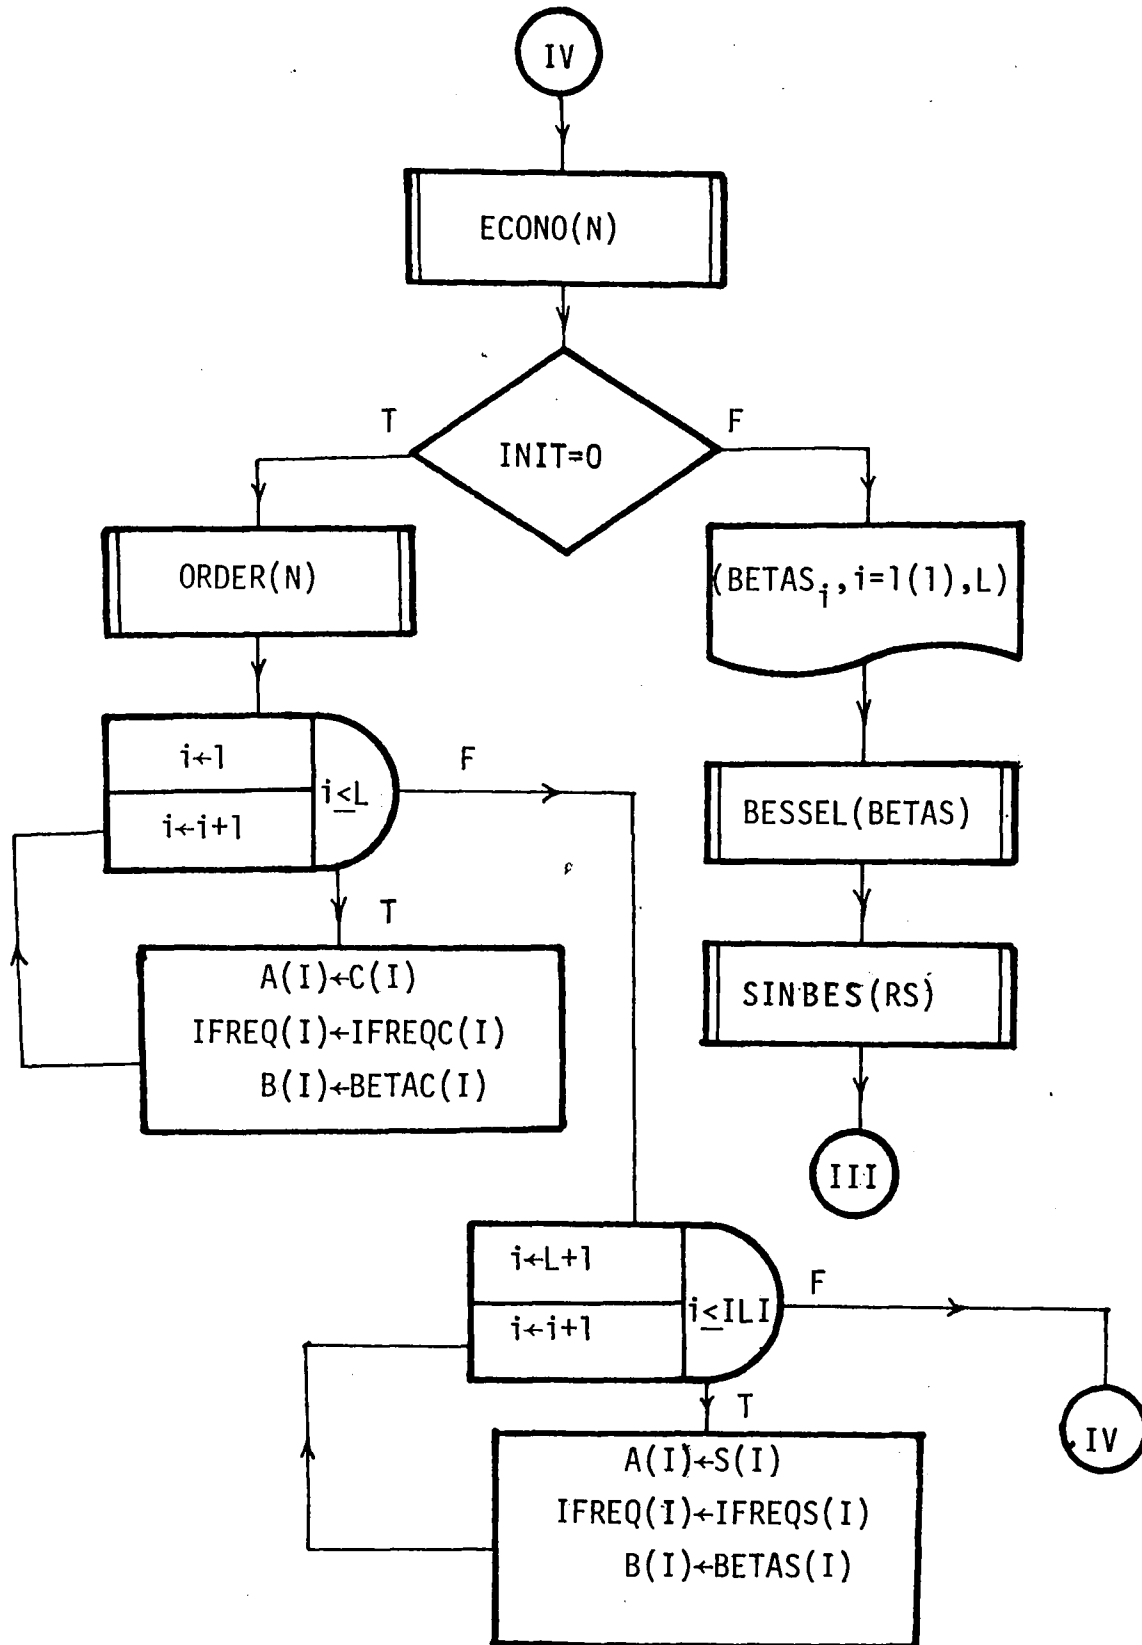 IV
ECONO(N)
T
F
INIT=0
ORDER(N)
(BETASi,i=1(1),L)
i←1
i←i+1
i≤L
F
T
BESSEL(BETAS)
A(I)←C(I)
IFREQ(I)←IFREQC(I)
B(I)←BETAC(I)
SINBES(RS)
III
i←L+1
i←i+1
i≤ILI
F
T
IV
A(I)←S(I)
IFREQ(I)←IFREQS(I)
B(I)←BETAS(I)